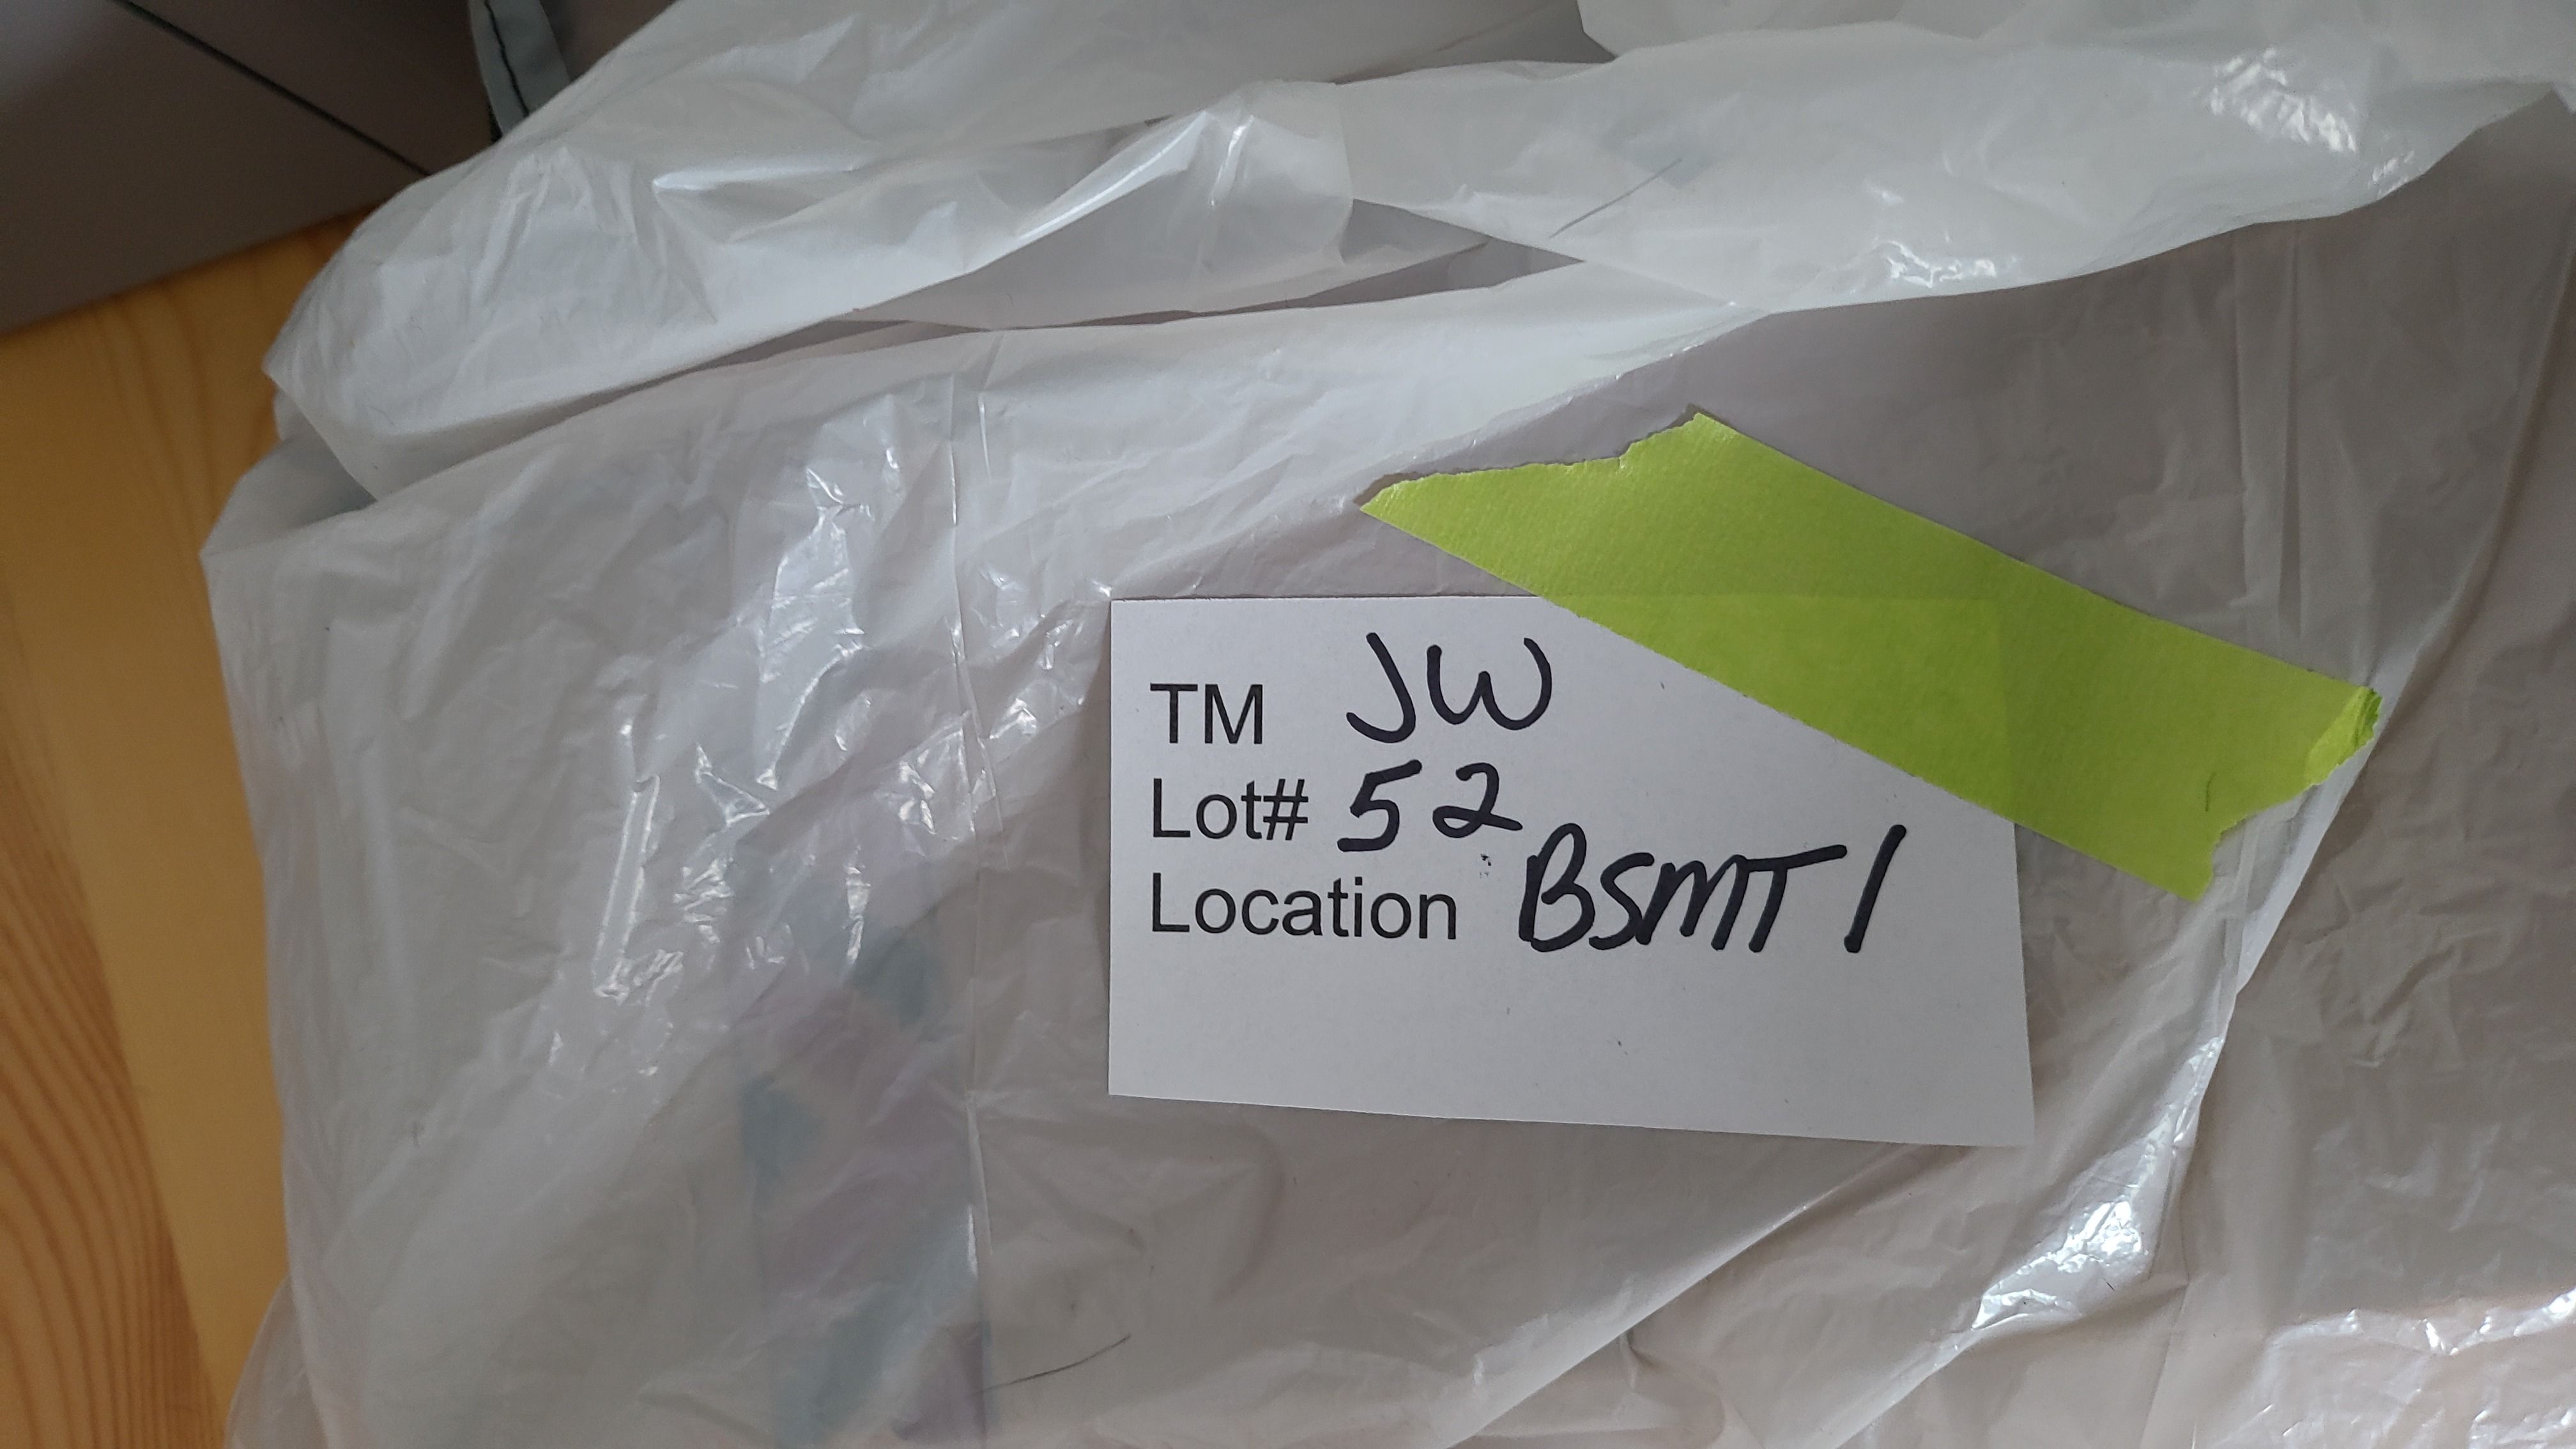 TM JW
Lot# 52
Location BSMT 1